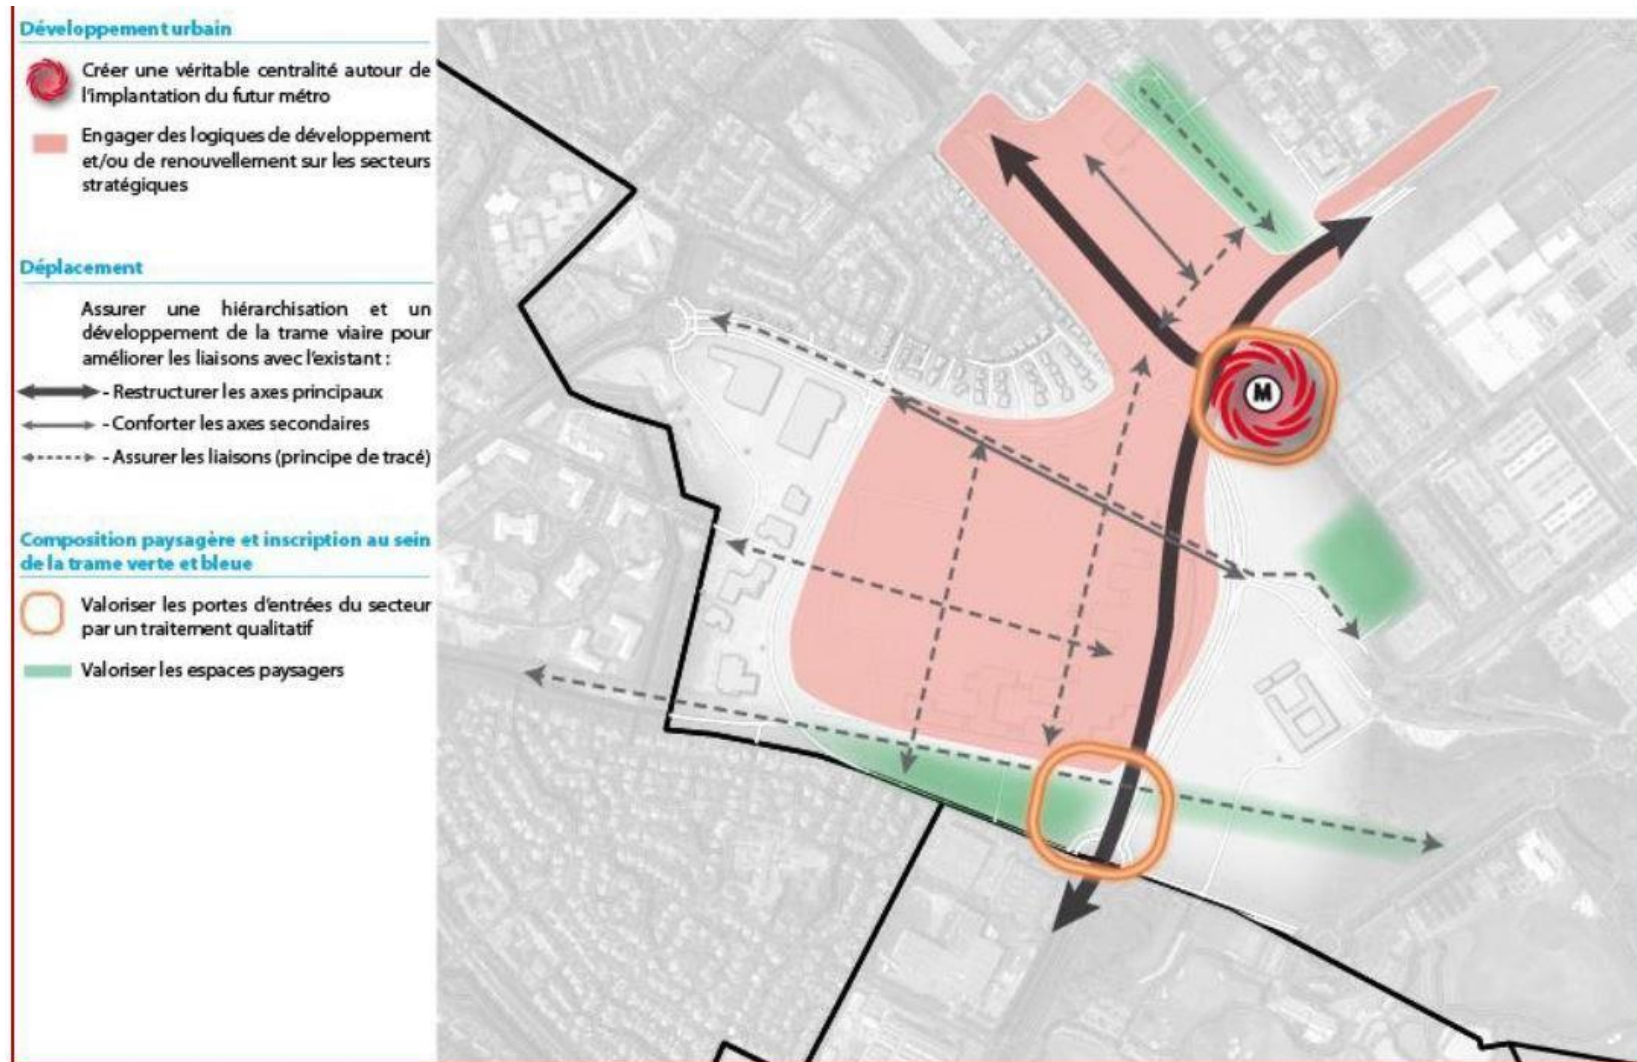 Développement urbain
Créer une véritable centralité autour de
l'implantation du futur métro
Engager des logiques de développement
et/ou de renouvellement sur les secteurs
stratégiques
Déplacement
Assurer une hiérarchisation et un
développement de la trame viaire pour
améliorer les liaisons avec l'existant :
- Restructurer les axes principaux
- Conforter les axes secondaires
- Assurer les liaisons (principe de tracé)
Composition paysagère et inscription au sein
de la trame verte et bleue
Valoriser les portes d'entrées du secteur
par un traitement qualitatif
Valoriser les espaces paysagers
M